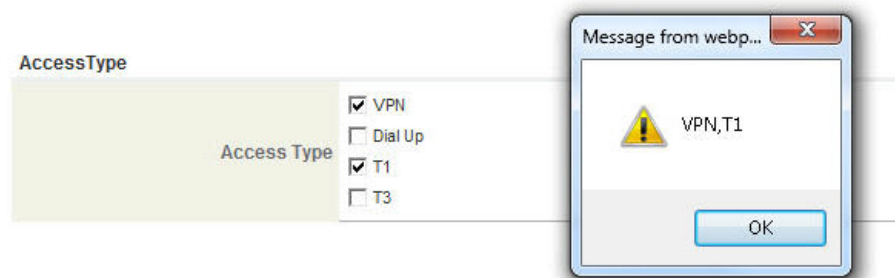 AccessType
Access Type
VPN
Dial Up
T1
T3
Message from webp...
VPN,T1
OK